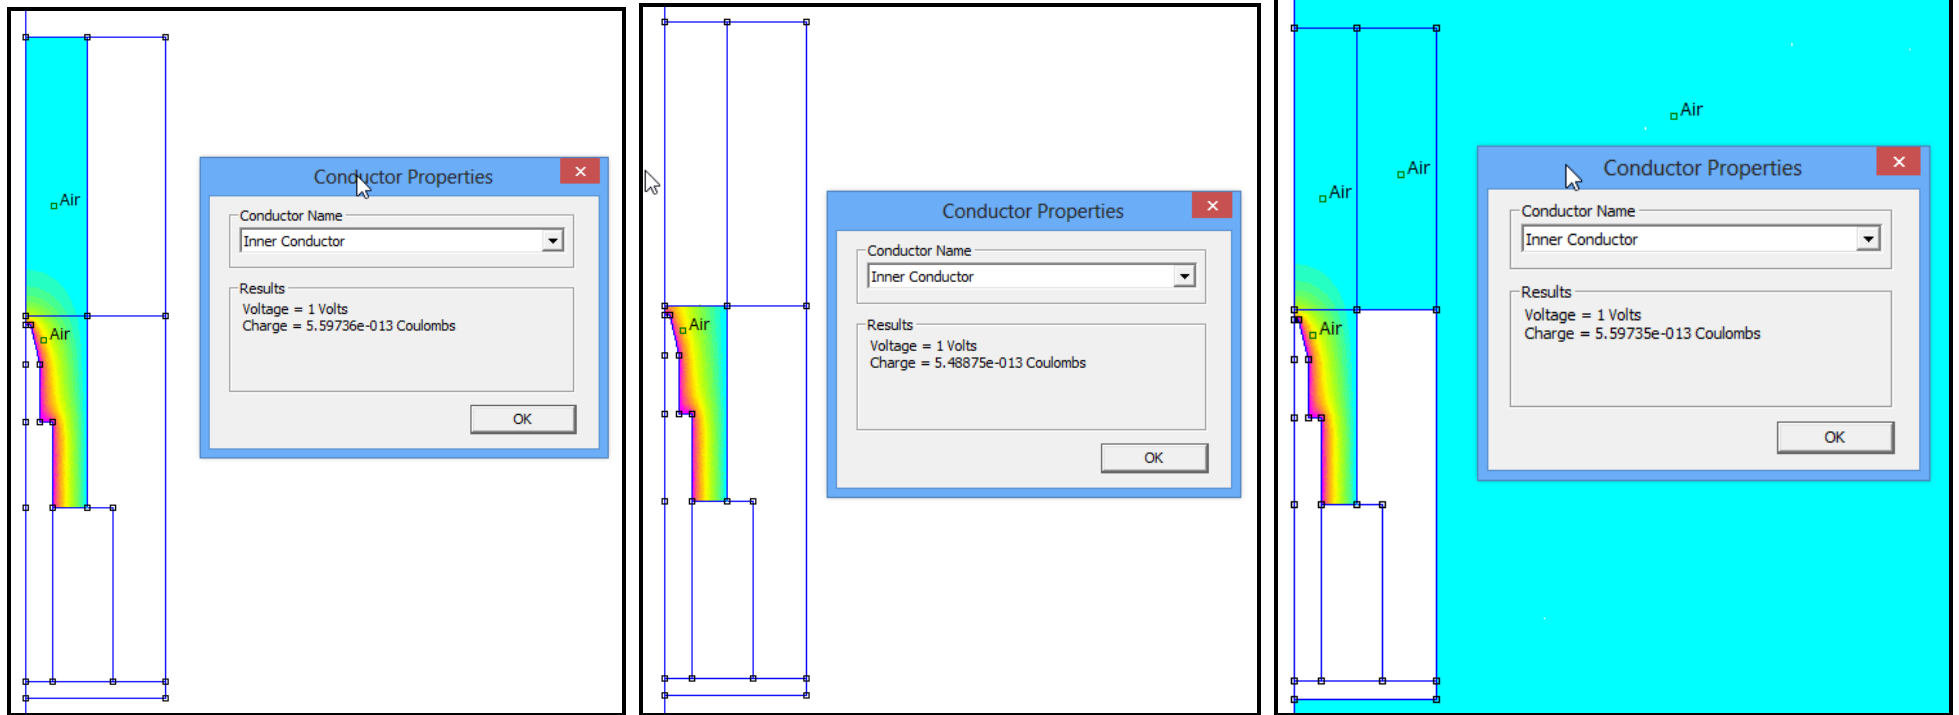 Air
Air
Conductor Properties
Conductor Name
Inner Conductor
Results
Voltage = 1 Volts
Charge = 5.59736e-013 Coulombs
OK
Air
Conductor Properties
Conductor Name
Inner Conductor
Results
Voltage = 1 Volts
Charge = 5.48875e-013 Coulombs
OK
Air
Air
Air
Air
Conductor Properties
Conductor Name
Inner Conductor
Results
Voltage = 1 Volts
Charge = 5.59735e-013 Coulombs
OK